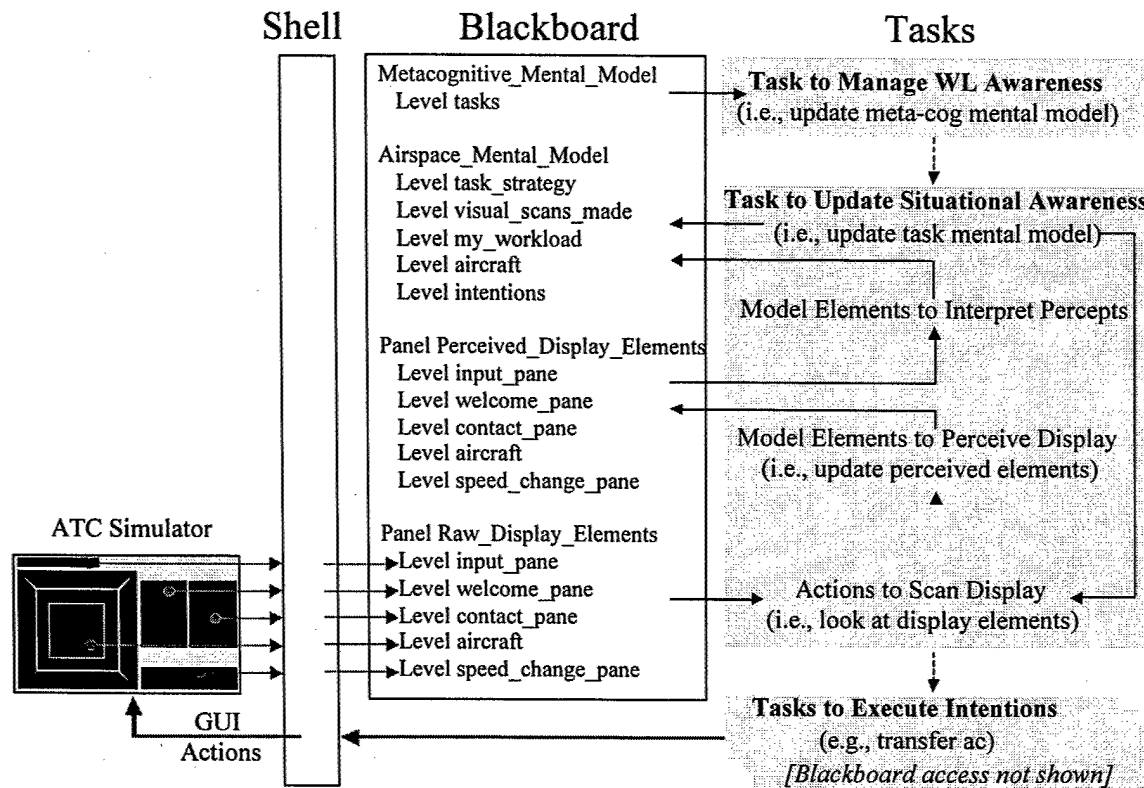 Shell
Blackboard
Tasks
Metacognitive_Mental_Model
Level tasks
Airspace_Mental_Model
Level task_strategy
Level visual_scans_made
Level my_workload
Level aircraft
Level intentions
Panel Perceived_Display_Elements
Level input_pane
Level welcome_pane
Level contact_pane
Level aircraft
Level speed_change_pane
Panel Raw_Display_Elements
Level input_pane
Level welcome_pane
Level contact_pane
Level aircraft
Level speed_change_pane
Task to Manage WL Awareness
(i.e., update meta-cog mental model)
Task to Update Situational Awareness
(i.e., update task mental model)
Model Elements to Interpret Percepts
Model Elements to Perceive Display
(i.e., update perceived elements)
Actions to Scan Display
(i.e., look at display elements)
Tasks to Execute Intentions
(e.g., transfer ac)
[Blackboard access not shown]
ATC Simulator
GUI
Actions